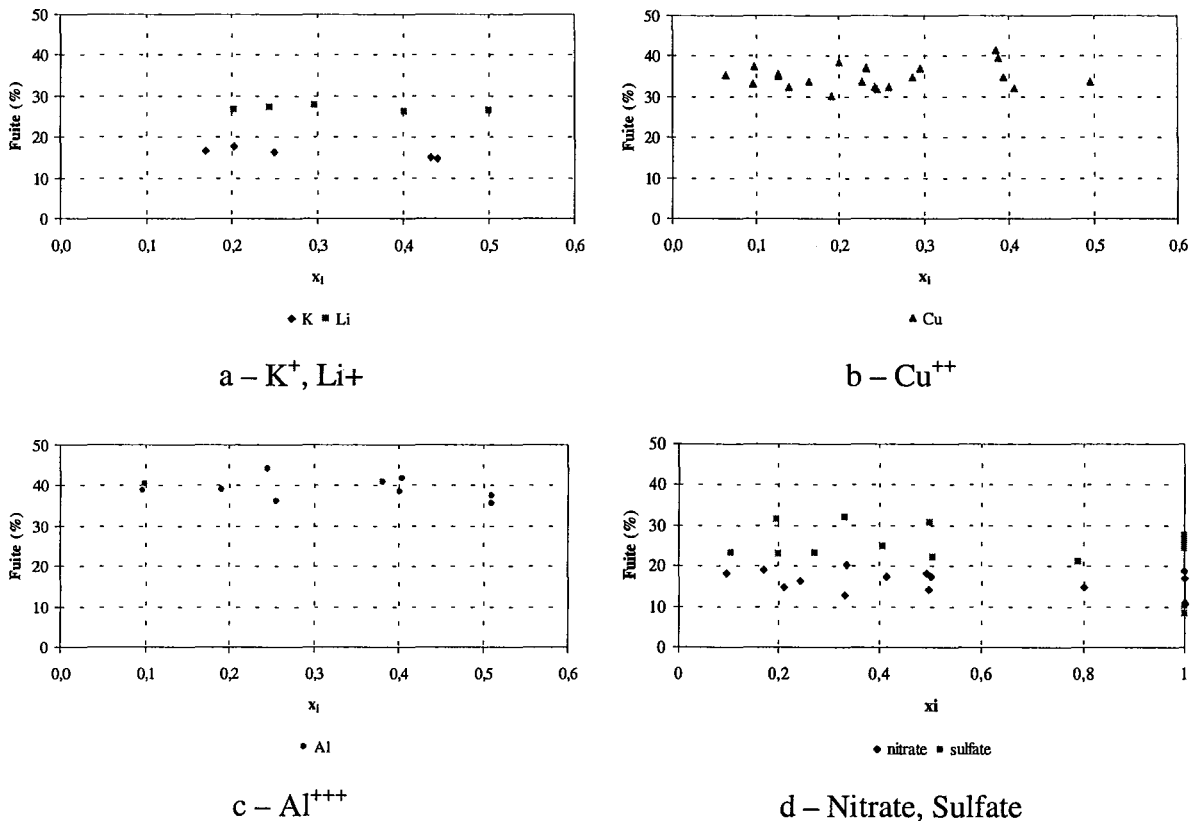 50
40
30
20
10
0
Fuite (%)
0,0 0,1 0,2 0,3 0,4 0,5 0,6
xi
K Li
a – K+, Li+
50
40
30
20
10
0
Fuite (%)
0,0 0,1 0,2 0,3 0,4 0,5 0,6
xi
Cu
b – Cu++
50
40
30
20
10
0
Fuite (%)
0,0 0,1 0,2 0,3 0,4 0,5 0,6
xi
Al
c – Al+++
50
40
30
20
10
0
Fuite (%)
0 0,2 0,4 0,6 0,8 1
xi
nitrate sulfate
d – Nitrate, Sulfate